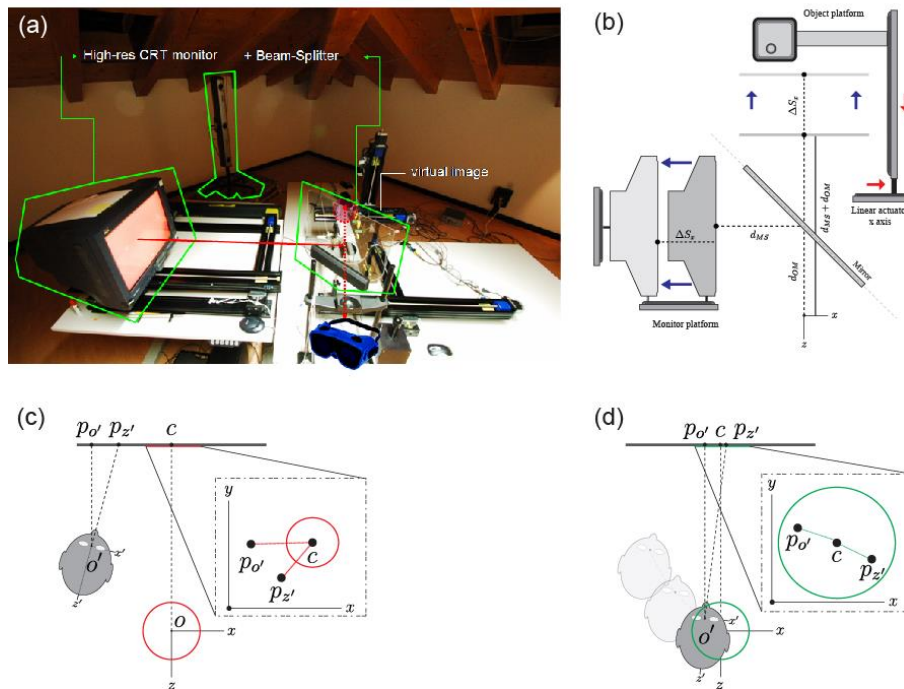 (a)
High-res CRT monitor + Beam-Splitter
virtual image
(b)
Object platform
ΔS_z
d_MS + d_OM
Linear actuator
x axis
ΔS_z
d_MS
d_OM
Mirror
Monitor platform
x
z
(c)
p_o' p_z' c
y
p_o' c
p_z'
x
o' x'
z'
o
x
z
(d)
p_o' c p_z'
y
p_o' c p_z'
x
o' x'
x
z' z